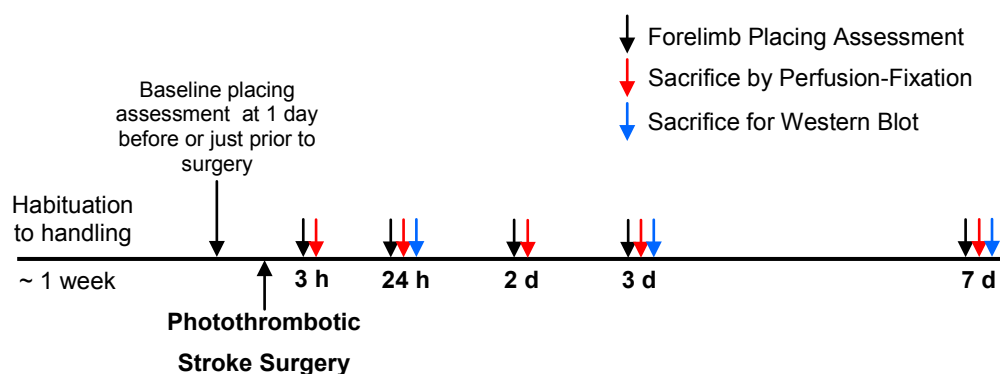 Forelimb Placing Assessment
Sacrifice by Perfusion-Fixation
Sacrifice for Western Blot
Baseline placing
assessment at 1 day
before or just prior to
surgery
Habituation
to handling
~ 1 week
3 h
24 h
2 d
3 d
7 d
Photothrombotic
Stroke Surgery